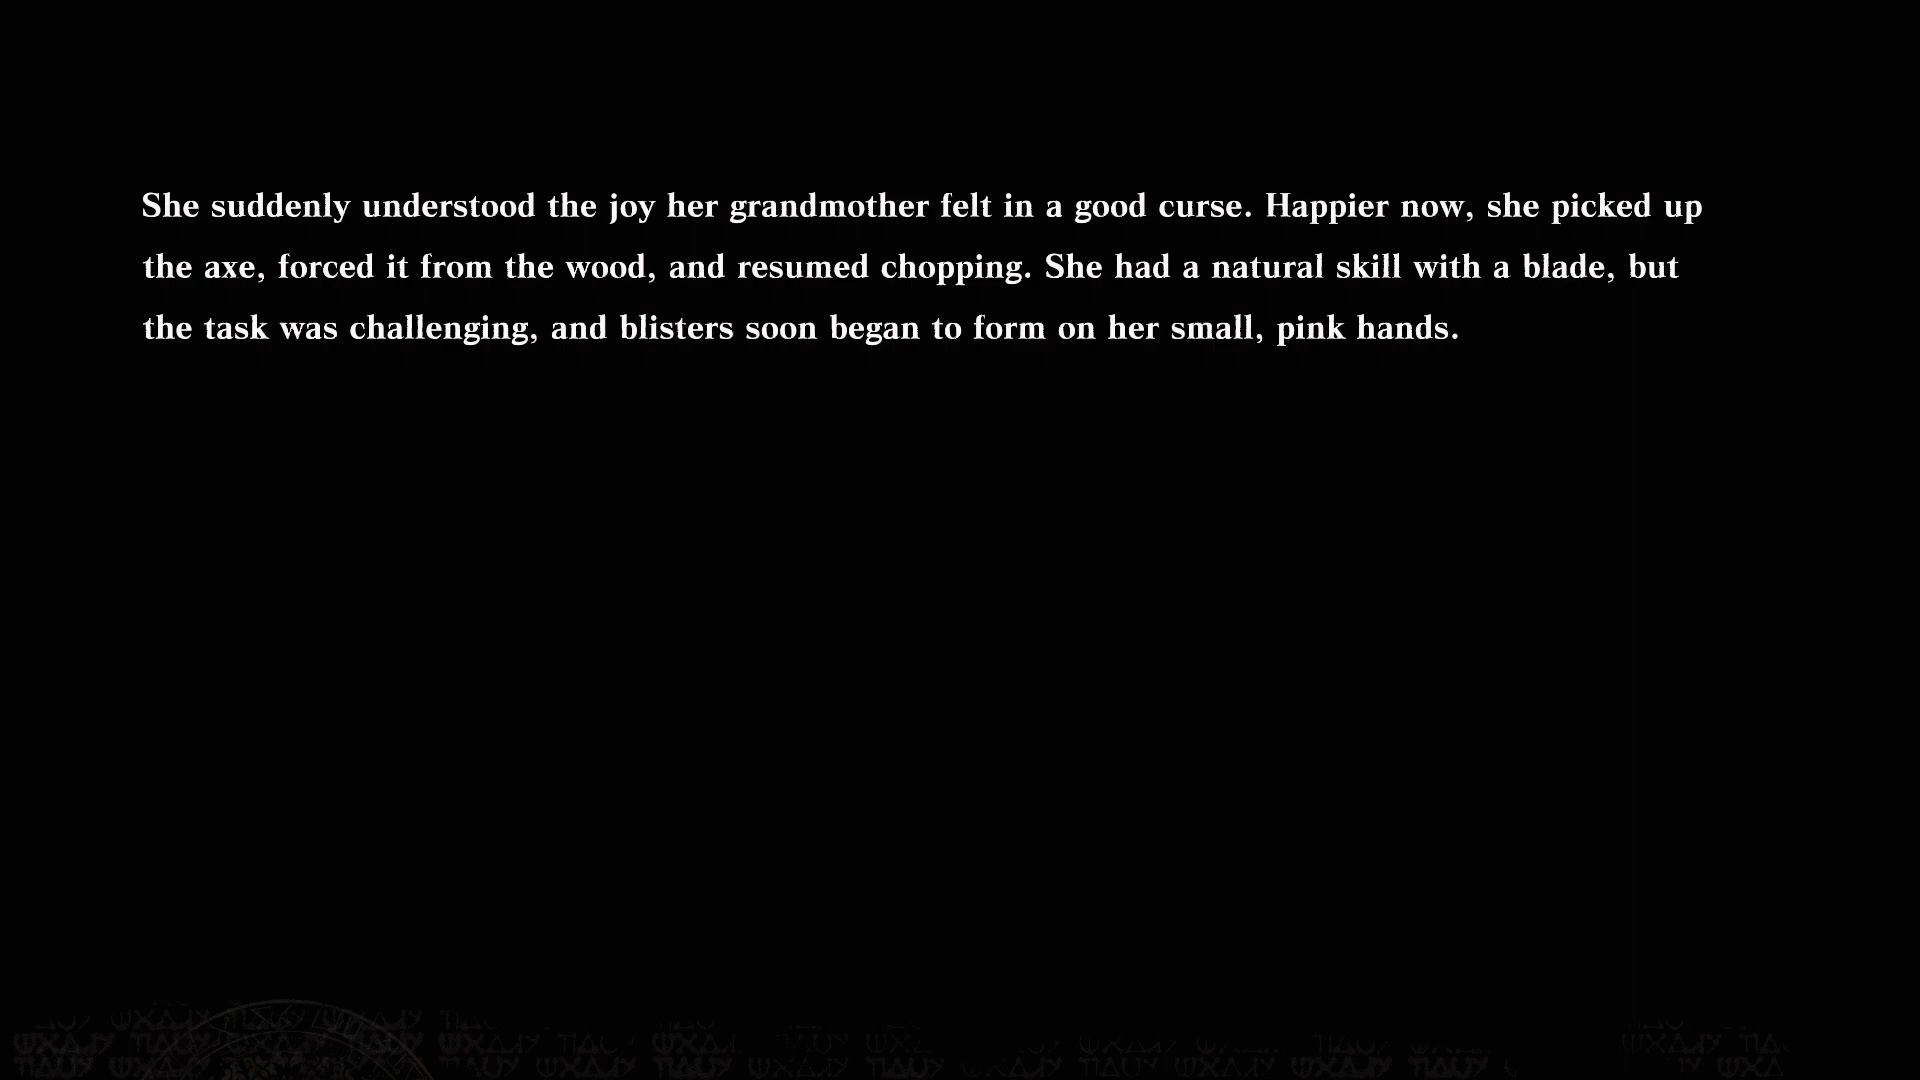 She suddenly understood the joy her grandmother felt in a good curse. Happier now, she picked up
the axe, forced it from the wood, and resumed chopping. She had a natural skill with a blade, but
the task was challenging, and blisters soon began to form on her small, pink hands.